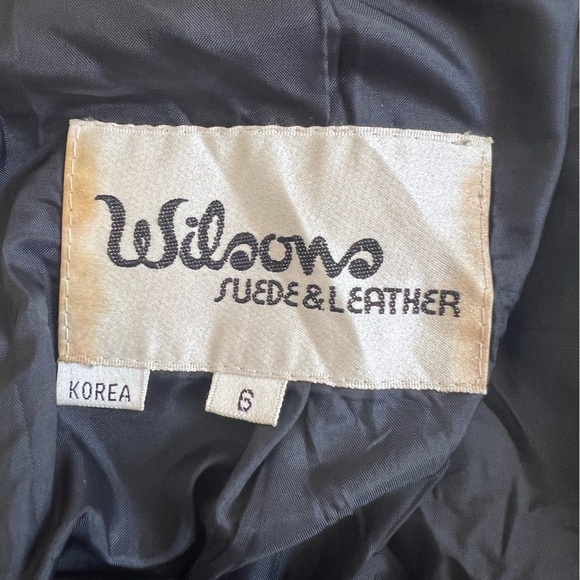 Wilsons
SUEDE & LEATHER
KOREA
6